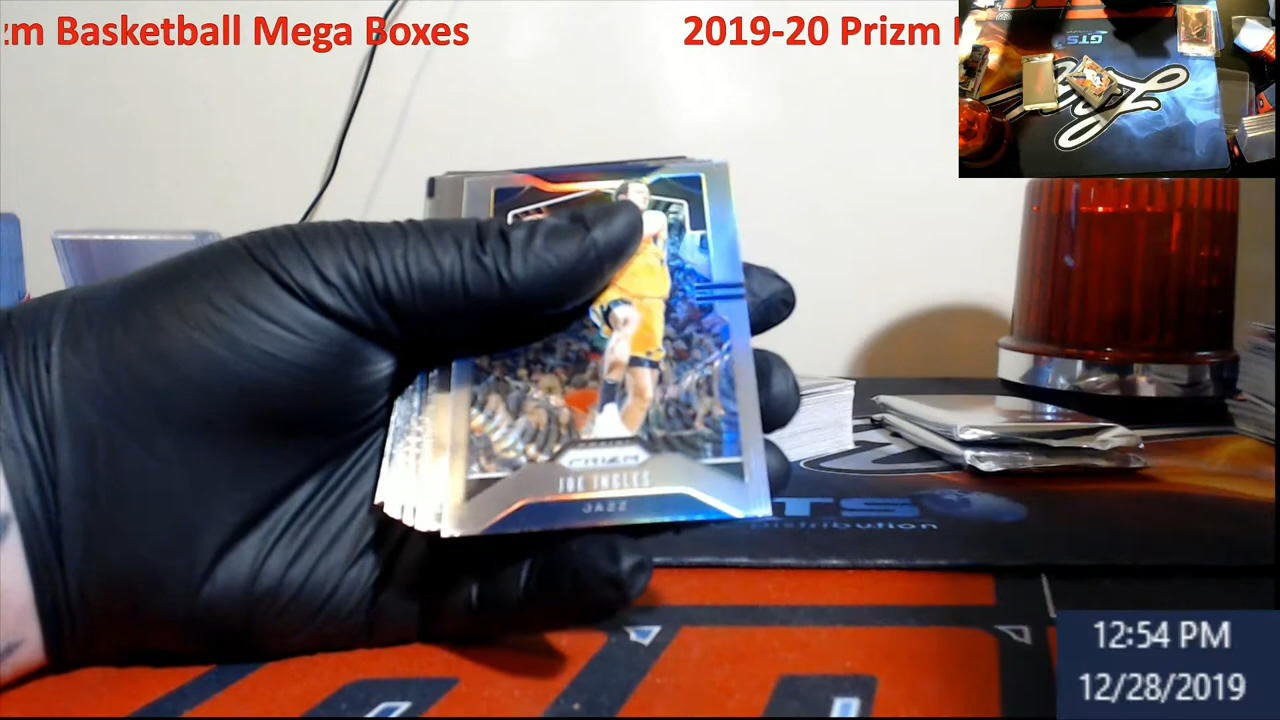 zm Basketball Mega Boxes
2019-20 Prizm
GTS
PRIZM
JOE INGLES
JAZZ
GTS
Distribution
12:54 PM
12/28/2019